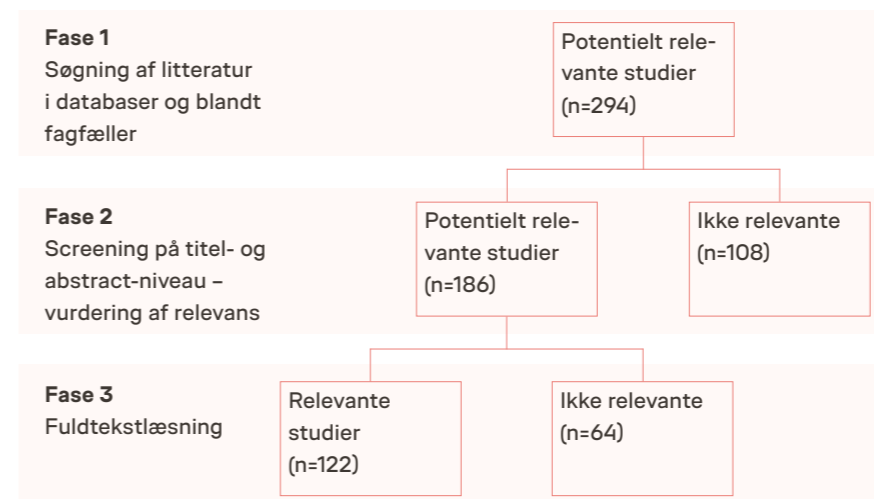 Fase 1
Søgning af litteratur
i databaser og blandt
fagfæller
Potentielt rele-
vante studier
(n=294)
Fase 2
Screening på titel- og
abstract-niveau –
vurdering af relevans
Potentielt rele-
vante studier
(n=186)
Ikke relevante
(n=108)
Fase 3
Fuldtekstlæsning
Relevante
studier
(n=122)
Ikke relevante
(n=64)